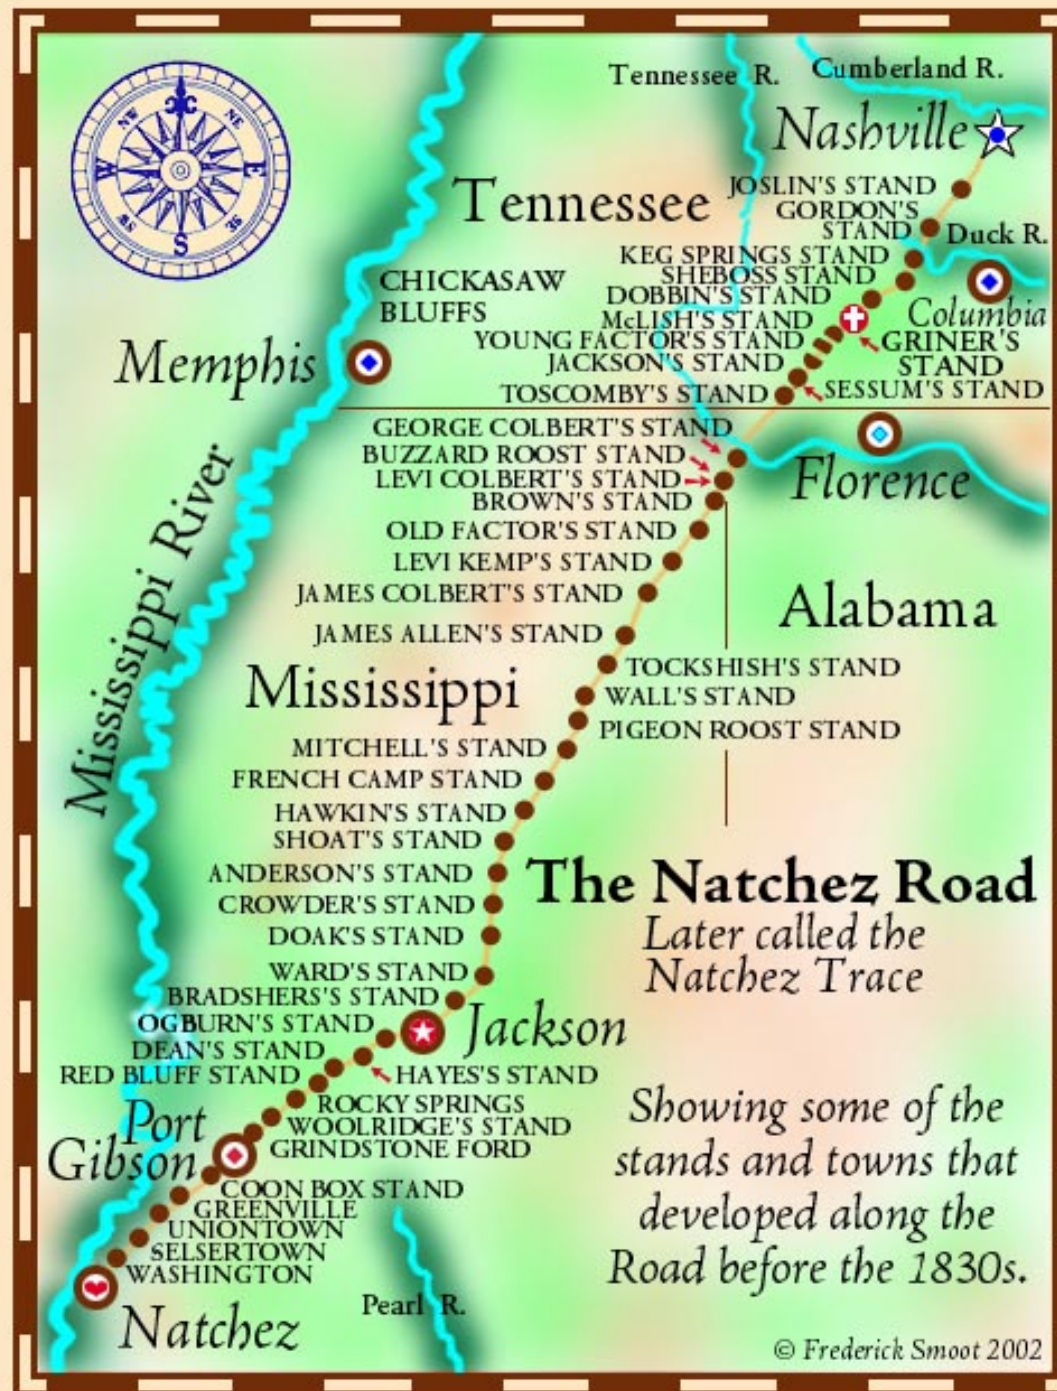 Tennessee R.
Cumberland R.
Nashville
N
NW
NE
W
E
SW
SE
S
Tennessee
JOSLIN'S STAND
GORDON'S
STAND
Duck R.
KEG SPRINGS STAND
SHEBOSS STAND
CHICKASAW
BLUFFS
DOBBIN'S STAND
Columbia
McLISH'S STAND
YOUNG FACTOR'S STAND
GRINER'S
STAND
Memphis
JACKSON'S STAND
TOSCOMBY'S STAND
SESSUM'S STAND
GEORGE COLBERT'S STAND
BUZZARD ROOST STAND
LEVI COLBERT'S STAND
Florence
BROWN'S STAND
OLD FACTOR'S STAND
LEVI KEMP'S STAND
JAMES COLBERT'S STAND
Alabama
Mississippi River
JAMES ALLEN'S STAND
TOCKSHISH'S STAND
Mississippi
WALL'S STAND
PIGEON ROOST STAND
MITCHELL'S STAND
FRENCH CAMP STAND
HAWKIN'S STAND
SHOAT'S STAND
ANDERSON'S STAND
CROWDER'S STAND
The Natchez Road
Later called the
Natchez Trace
DOAK'S STAND
WARD'S STAND
BRADSHERS'S STAND
OGBURN'S STAND
Jackson
DEAN'S STAND
RED BLUFF STAND
HAYES'S STAND
ROCKY SPRINGS
WOOLRIDGE'S STAND
Port
Gibson
GRINDSTONE FORD
COON BOX STAND
GREENVILLE
UNIONTOWN
SELSERTOWN
WASHINGTON
Natchez
Pearl R.
Showing some of the
stands and towns that
developed along the
Road before the 1830s.
© Frederick Smoot 2002